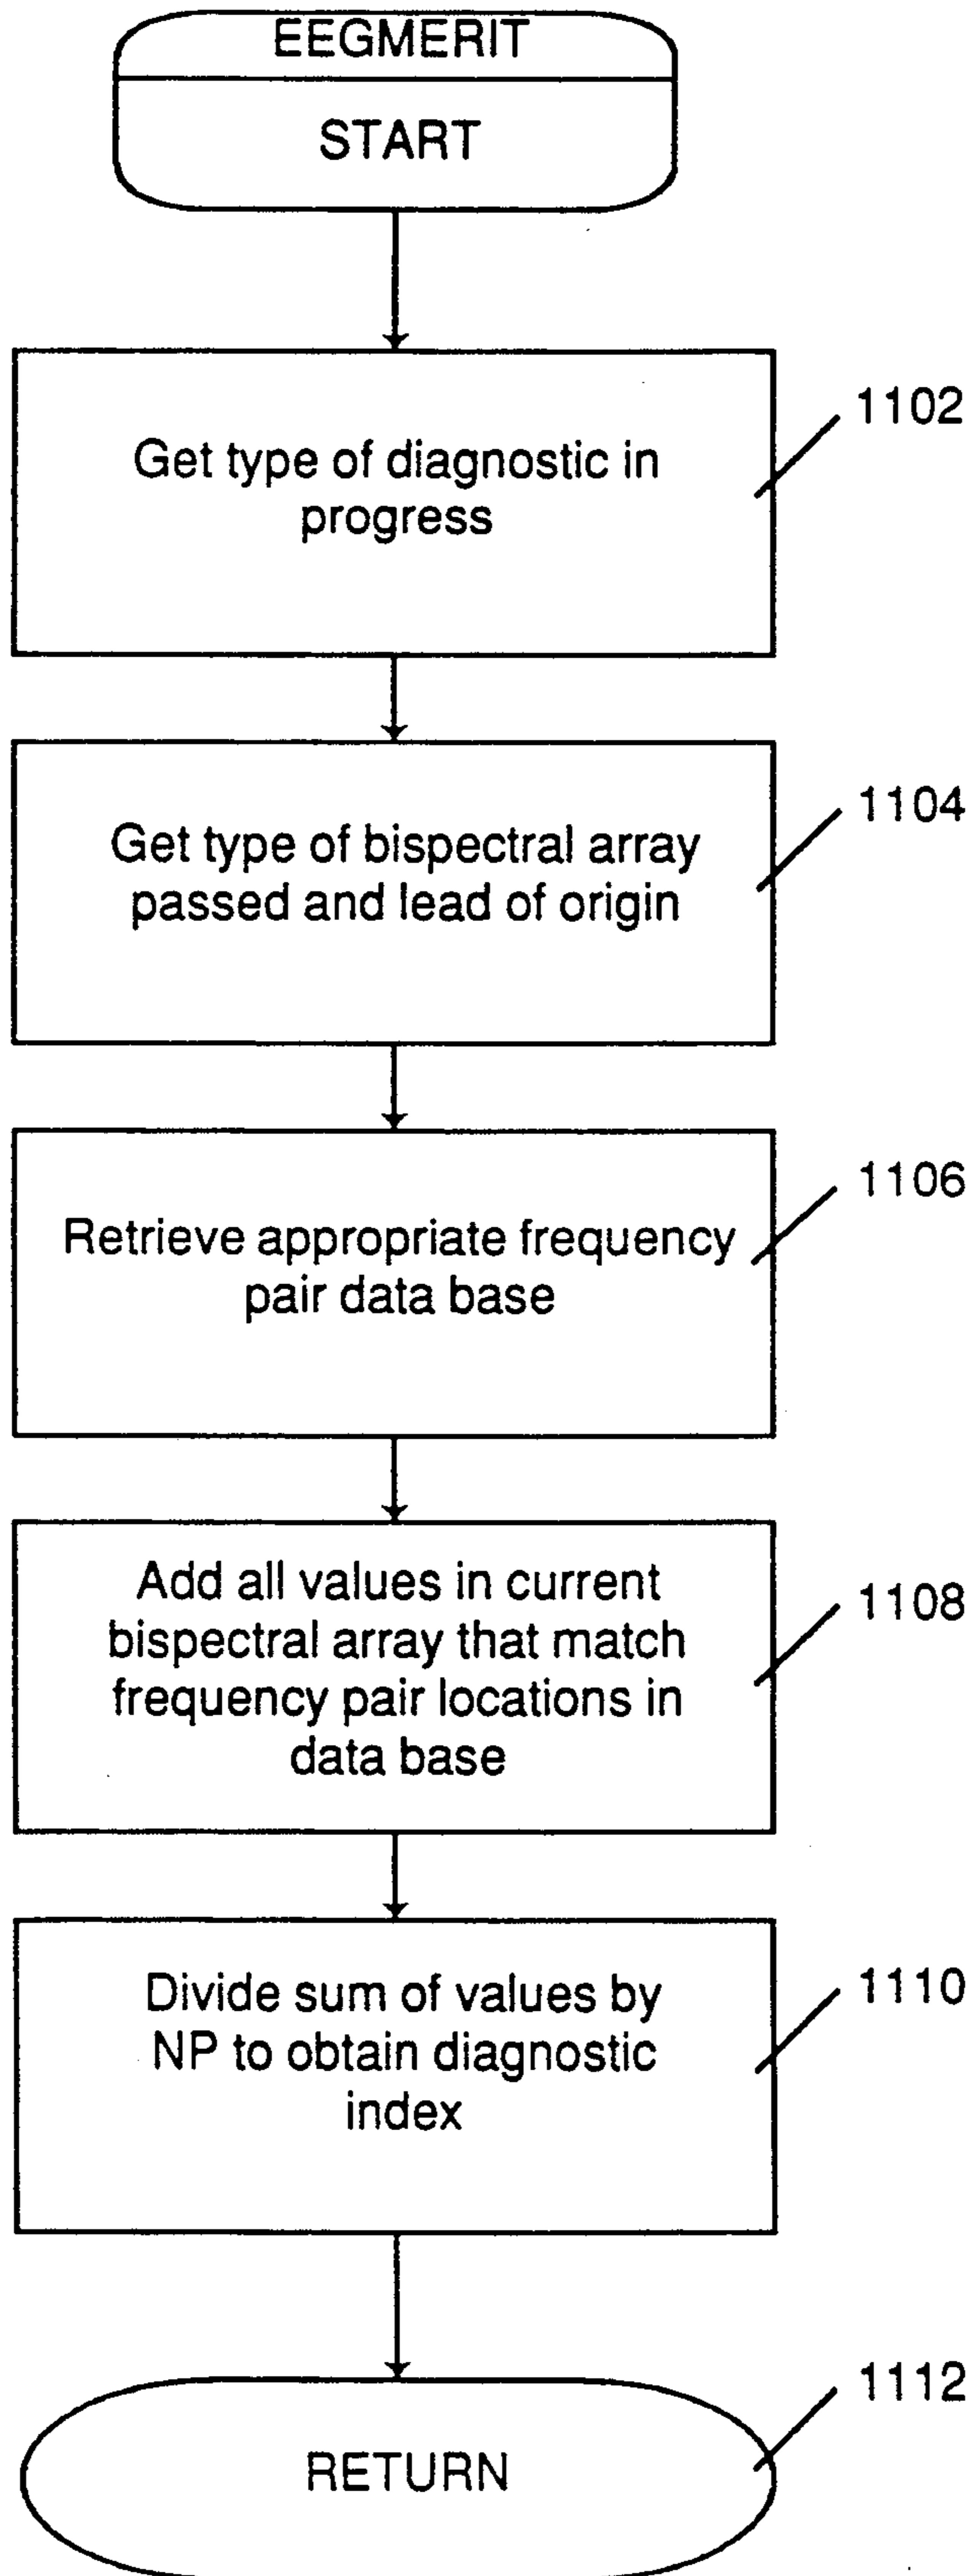 EEGMERIT
START
1102
Get type of diagnostic in
progress
1104
Get type of bispectral array
passed and lead of origin
1106
Retrieve appropriate frequency
pair data base
1108
Add all values in current
bispectral array that match
frequency pair locations in
data base
1110
Divide sum of values by
NP to obtain diagnostic
index
1112
RETURN